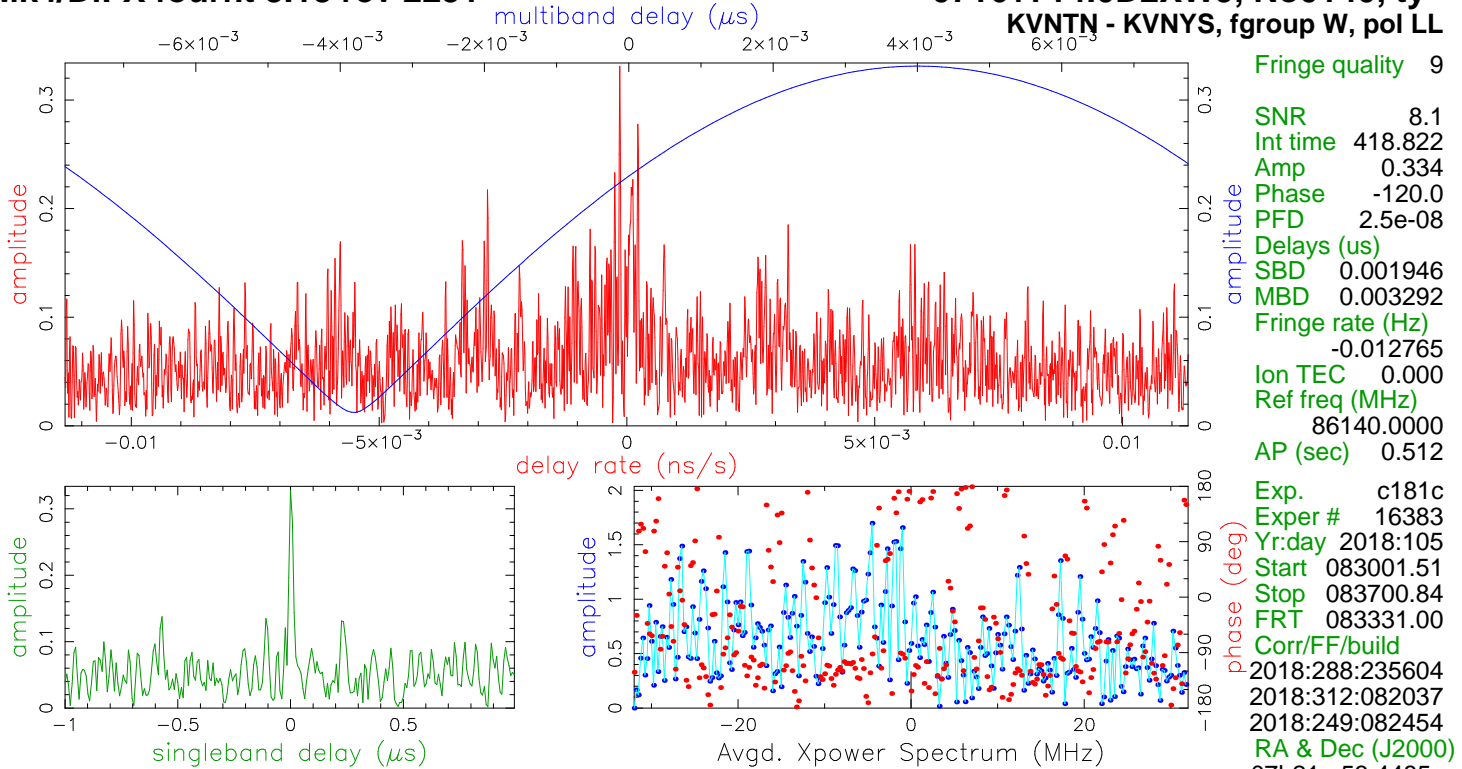 multiband delay (μs)
KVNTN - KVNYS, fgroup W, pol LL
−6×10⁻³ −4×10⁻³ −2×10⁻³ 0 2×10⁻³ 4×10⁻³ 6×10⁻³
amplitude
0 0.1 0.2 0.3
amplitude
0 0.1 0.2 0.3
−0.01 −5×10⁻³ 0 5×10⁻³ 0.01
delay rate (ns/s)
amplitude
0 0.1 0.2 0.3
−1 −0.5 0 0.5
singleband delay (μs)
amplitude
0 0.5 1 1.5 2
−20 0 20
Avgd. Xpower Spectrum (MHz)
phase (deg)
−180 −90 0 90 180
Fringe quality 9
SNR 8.1
Int time 418.822
Amp 0.334
Phase -120.0
PFD 2.5e-08
Delays (us)
SBD 0.001946
MBD 0.003292
Fringe rate (Hz)
-0.012765
Ion TEC 0.000
Ref freq (MHz)
86140.0000
AP (sec) 0.512
Exp. c181c
Exper # 16383
Yr:day 2018:105
Start 083001.51
Stop 083700.84
FRT 083331.00
Corr/FF/build
2018:288:235604
2018:312:082037
2018:249:082454
RA & Dec (J2000)